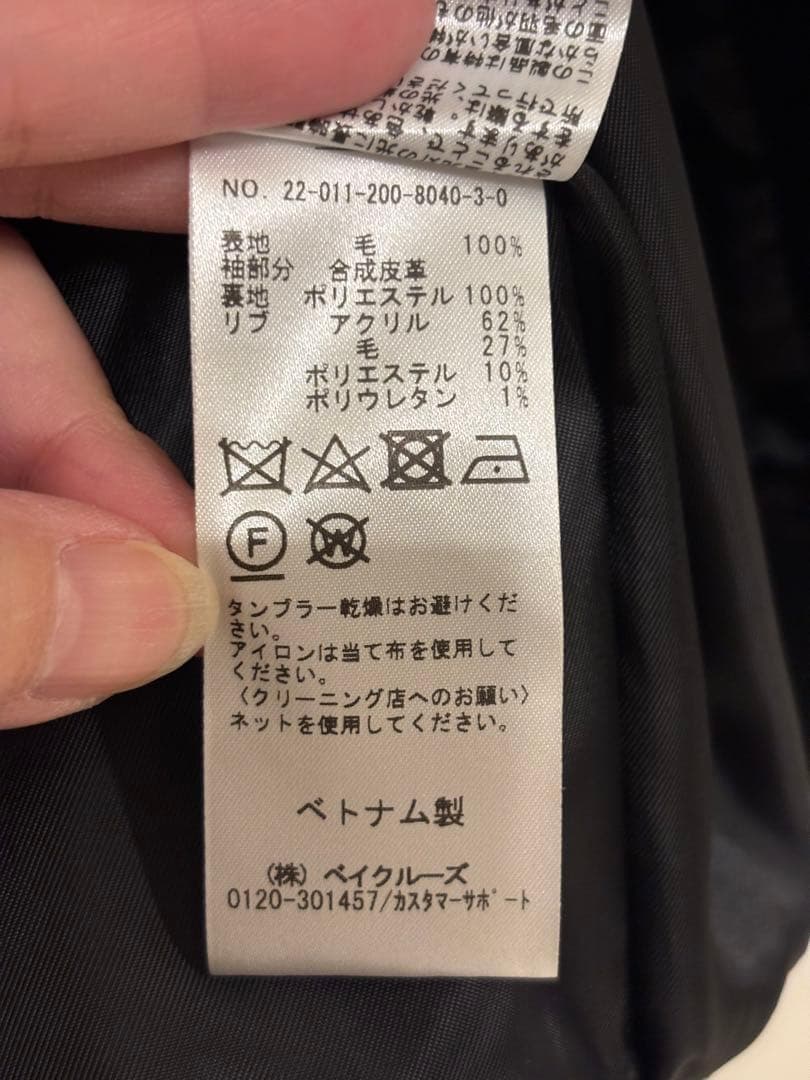 NO. 22-011-200-8040-3-0
表地 毛 100%
袖部分 合成皮革
裏地 ポリエステル 100%
リブ アクリル 62%
毛 27%
ポリエステル 10%
ポリウレタン 1%
F W
タンブラー乾燥はお避けくだ
さい。
アイロンは当て布を使用して
ください。
〈クリーニング店へのお願い〉
ネットを使用してください。
ベトナム製
(株) ベイクルーズ
0120-301457/カスタマーサポート